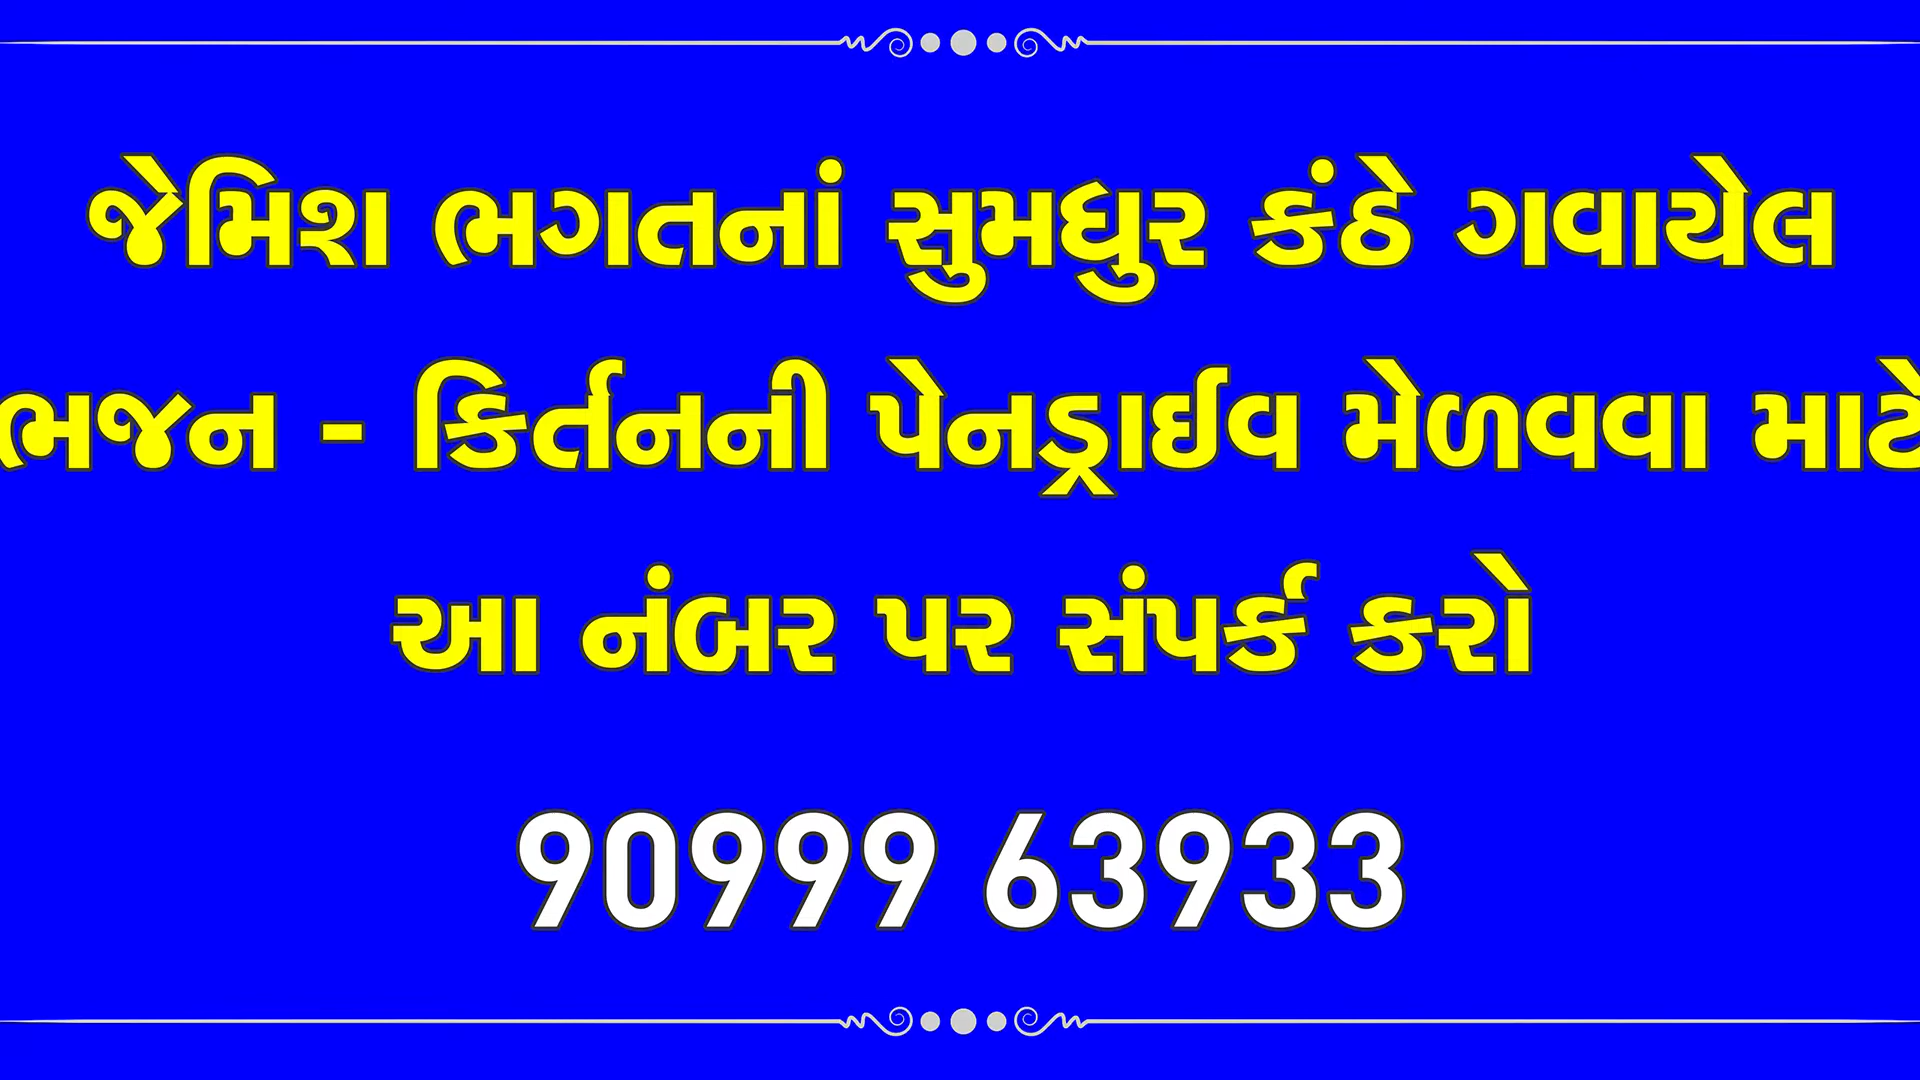 જેમિશ ભગતનાં સુમધુર કંઠે ગવાયેલ
ભજન - કિર્તનની પેનડ્રાઈવ મેળવવા માટે
આ નંબર પર સંપર્ક કરો
90999 63933